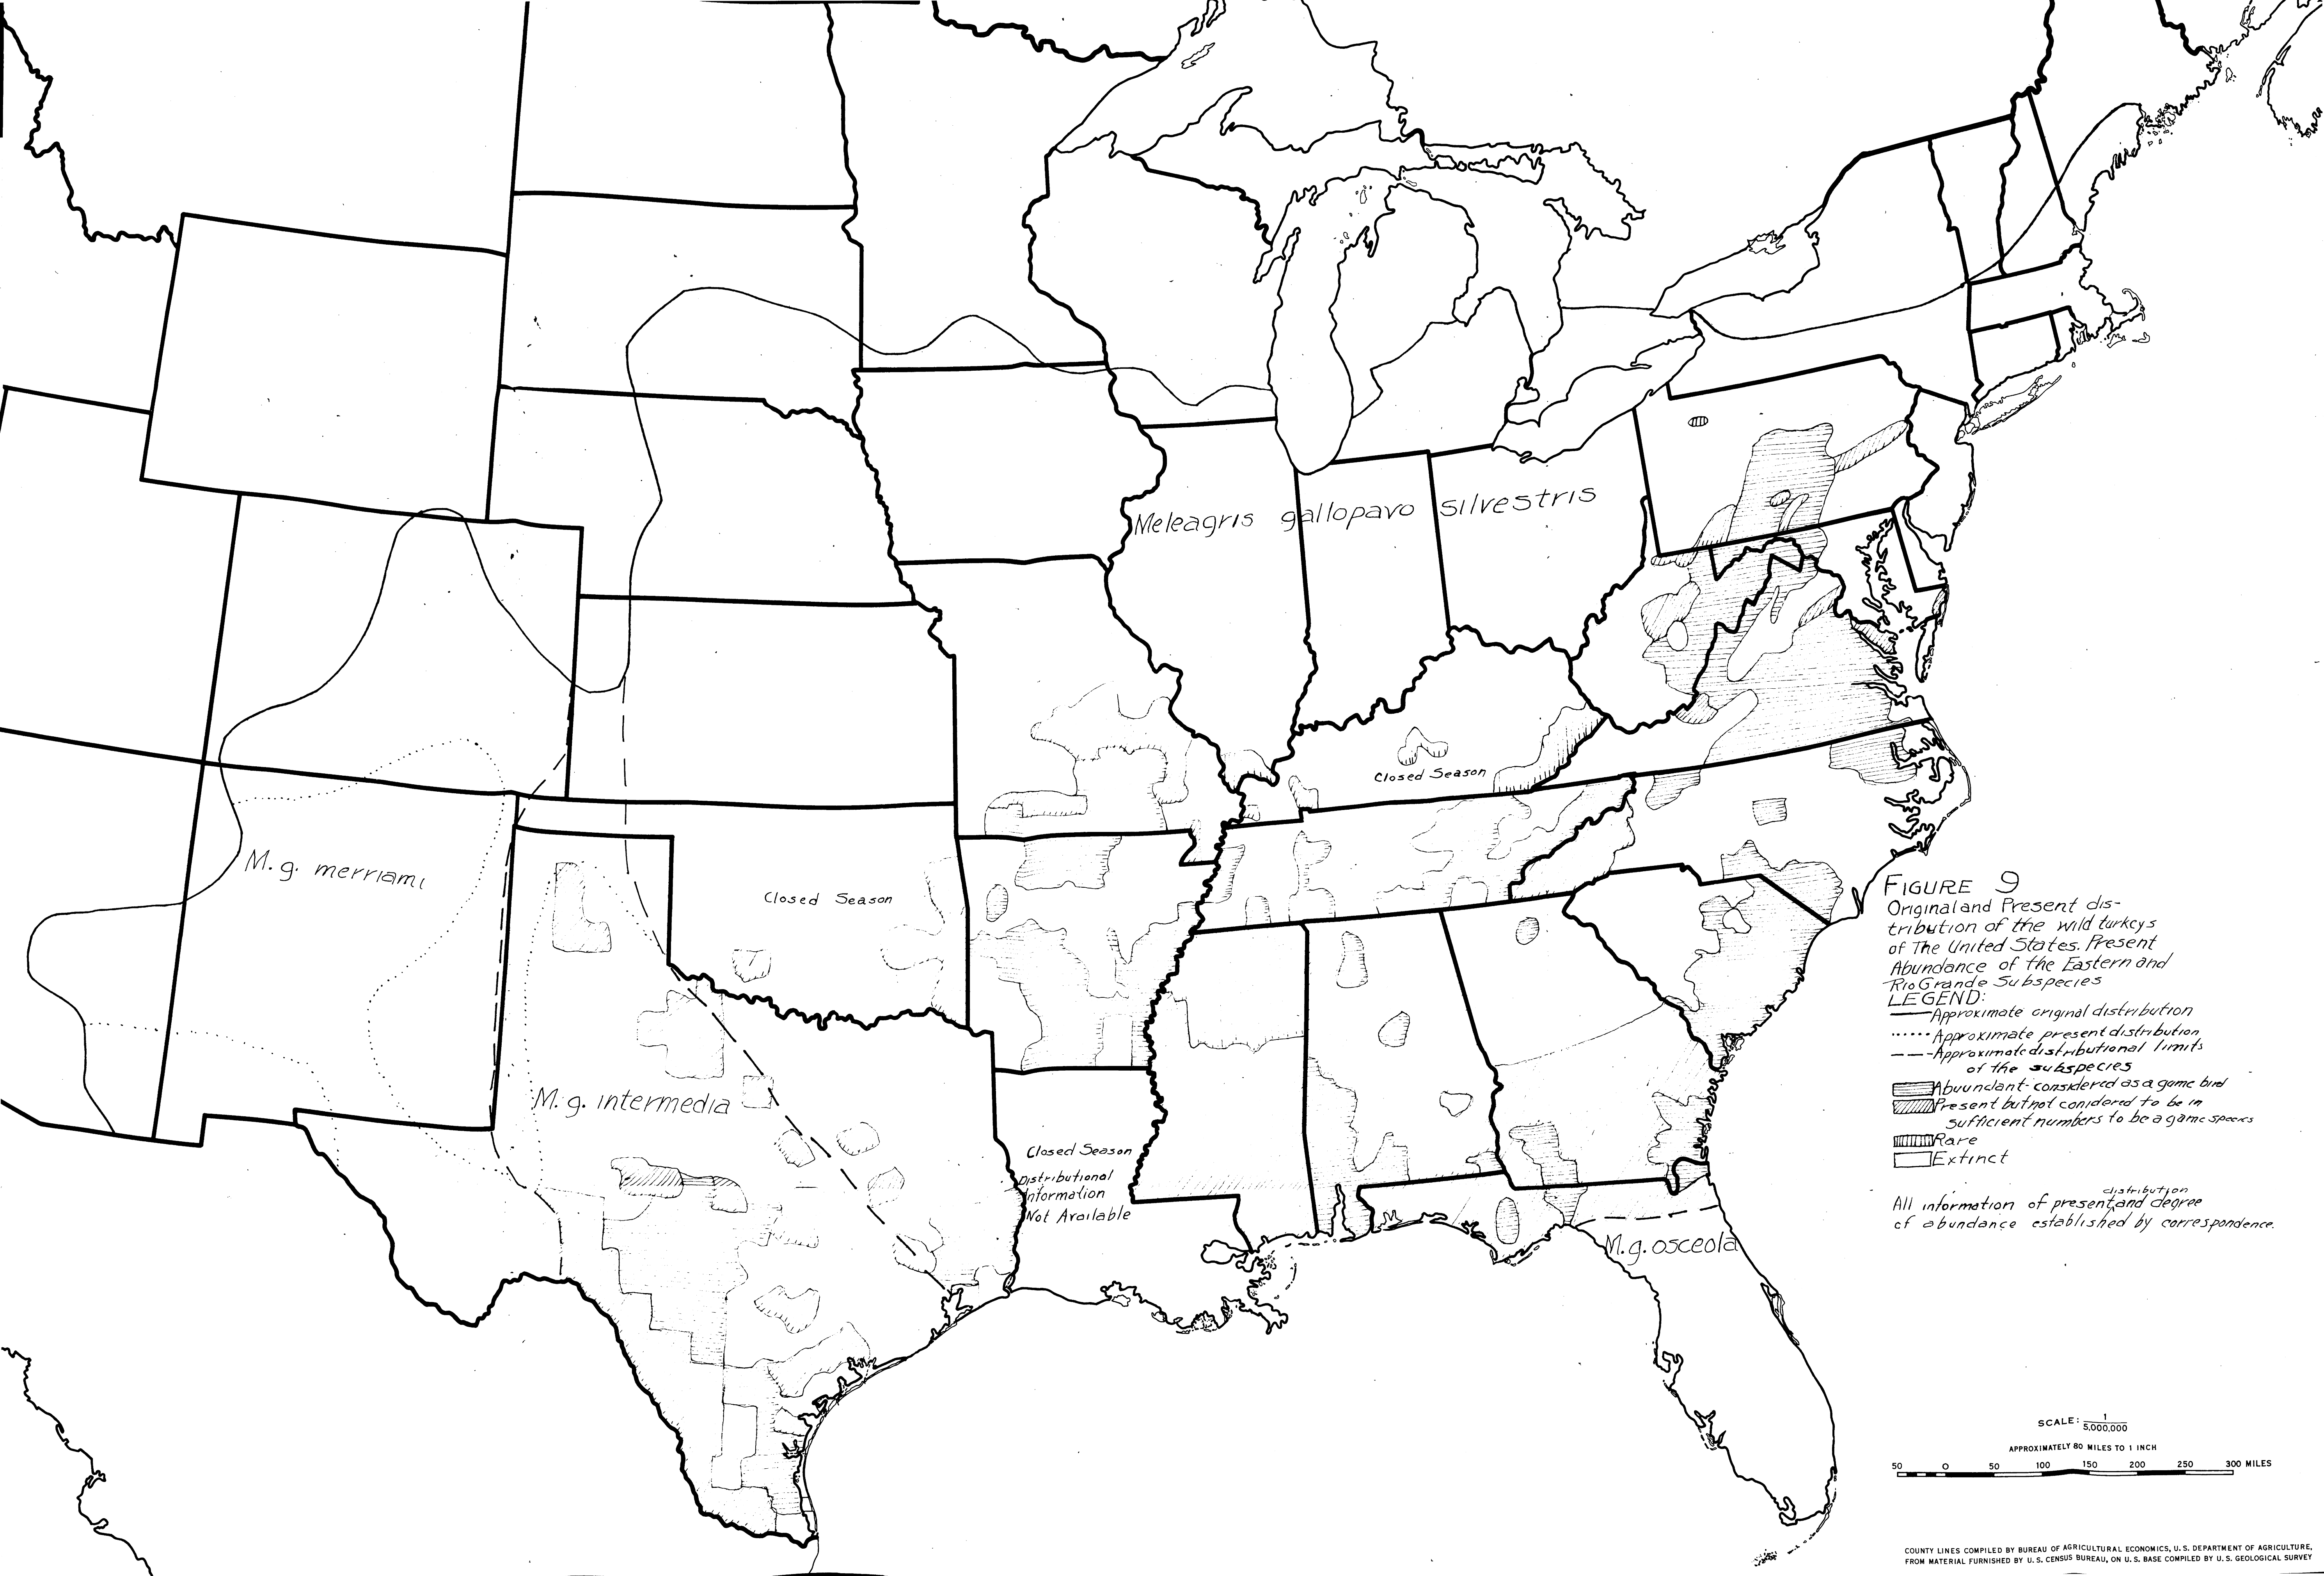 Meleagris gallopavo silvestris
Closed Season
M. g. merriami
Closed Season
M. g. intermedia
Closed Season
Distributional
Information
Not Available
M. g. osceola
FIGURE 9
Original and Present dis-
tribution of the wild turkeys
of The United States. Present
Abundance of the Eastern and
Rio Grande Subspecies
LEGEND:
Approximate original distribution
Approximate present distribution
Approximate distributional limits
of the subspecies
Abuundant- considered as a game bird
Present but not conidered to be in
sufficient numbers to be a game species
Rare
Extinct
distribution
All information of present, and degree
of abundance established by correspondence.
SCALE: 1
5,000,000
APPROXIMATELY 80 MILES TO 1 INCH
50 0 50 100 150 200 250 300 MILES
COUNTY LINES COMPILED BY BUREAU OF AGRICULTURAL ECONOMICS, U.S. DEPARTMENT OF AGRICULTURE,
FROM MATERIAL FURNISHED BY U.S. CENSUS BUREAU, ON U.S. BASE COMPILED BY U.S. GEOLOGICAL SURVEY